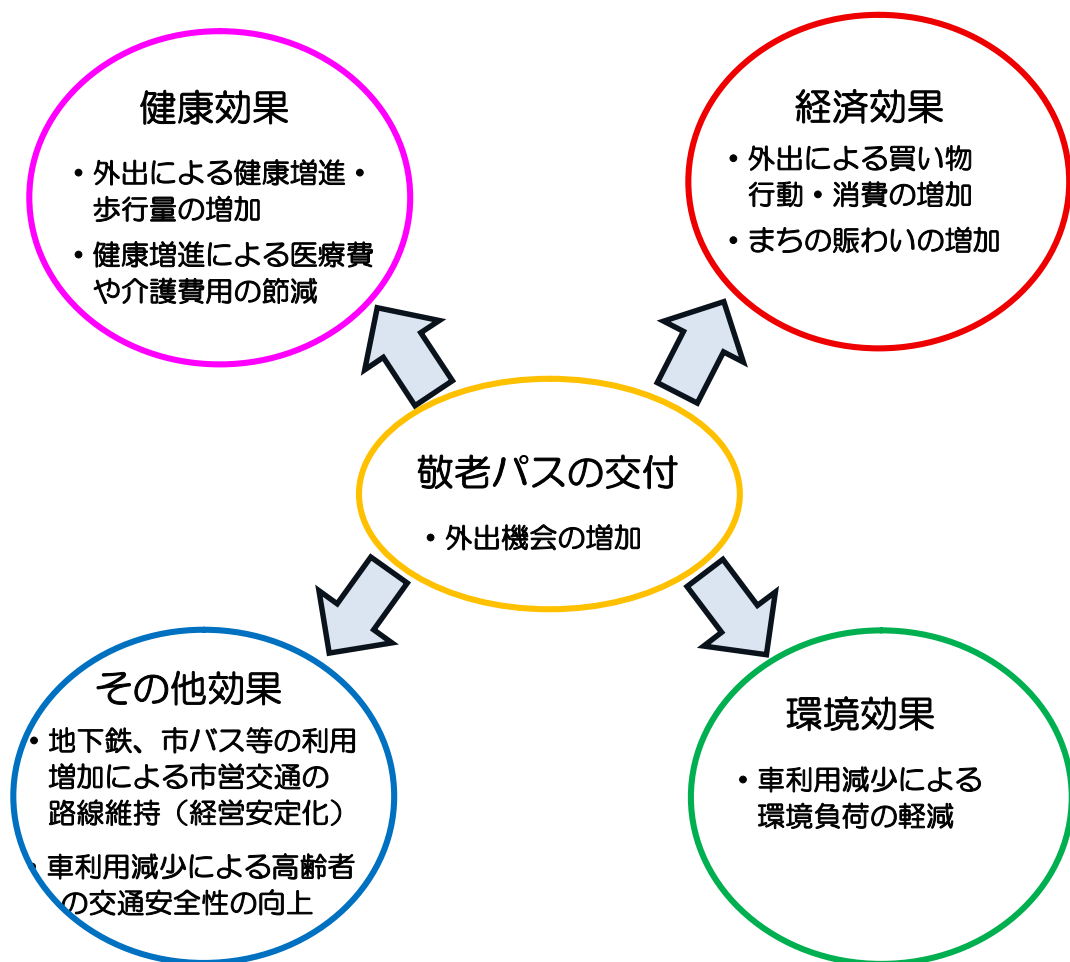 健康効果
・外出による健康増進・
歩行量の増加
・健康増進による医療費
や介護費用の節減
経済効果
・外出による買い物
行動・消費の増加
・まちの賑わいの増加
敬老パスの交付
・外出機会の増加
その他効果
・地下鉄、市バス等の利用
増加による市営交通の
路線維持（経営安定化）
・車利用減少による高齢者
の交通安全性の向上
環境効果
・車利用減少による
環境負荷の軽減